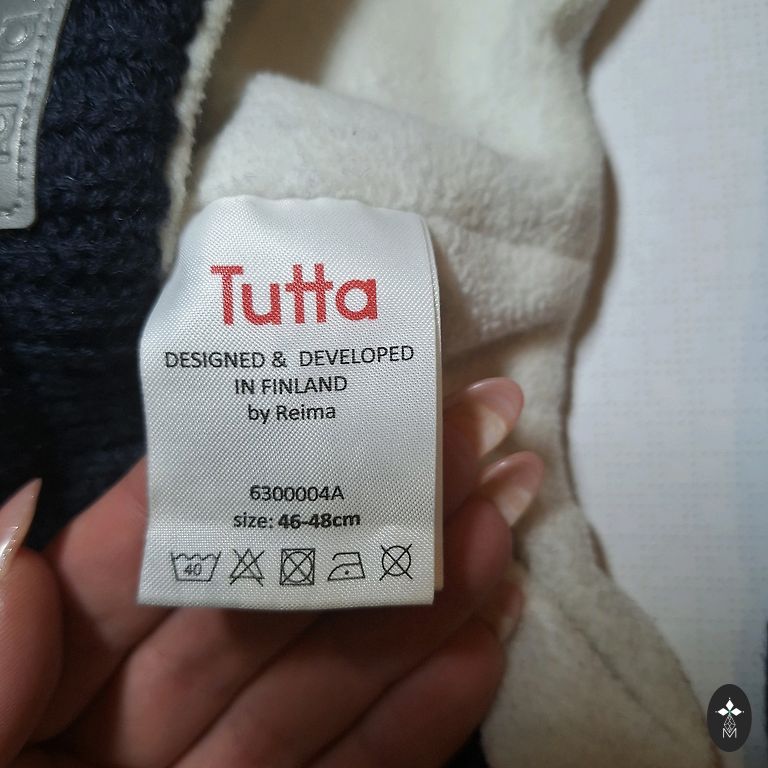 Tutta
DESIGNED & DEVELOPED
IN FINLAND
by Reima
6300004A
size: 46-48cm
40
M